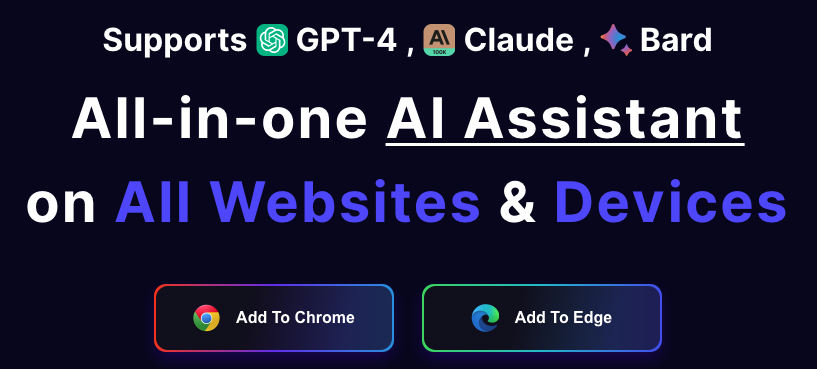 Supports GPT-4 , AI 100K Claude , Bard
All-in-one AI Assistant
on All Websites & Devices
Add To Chrome Add To Edge